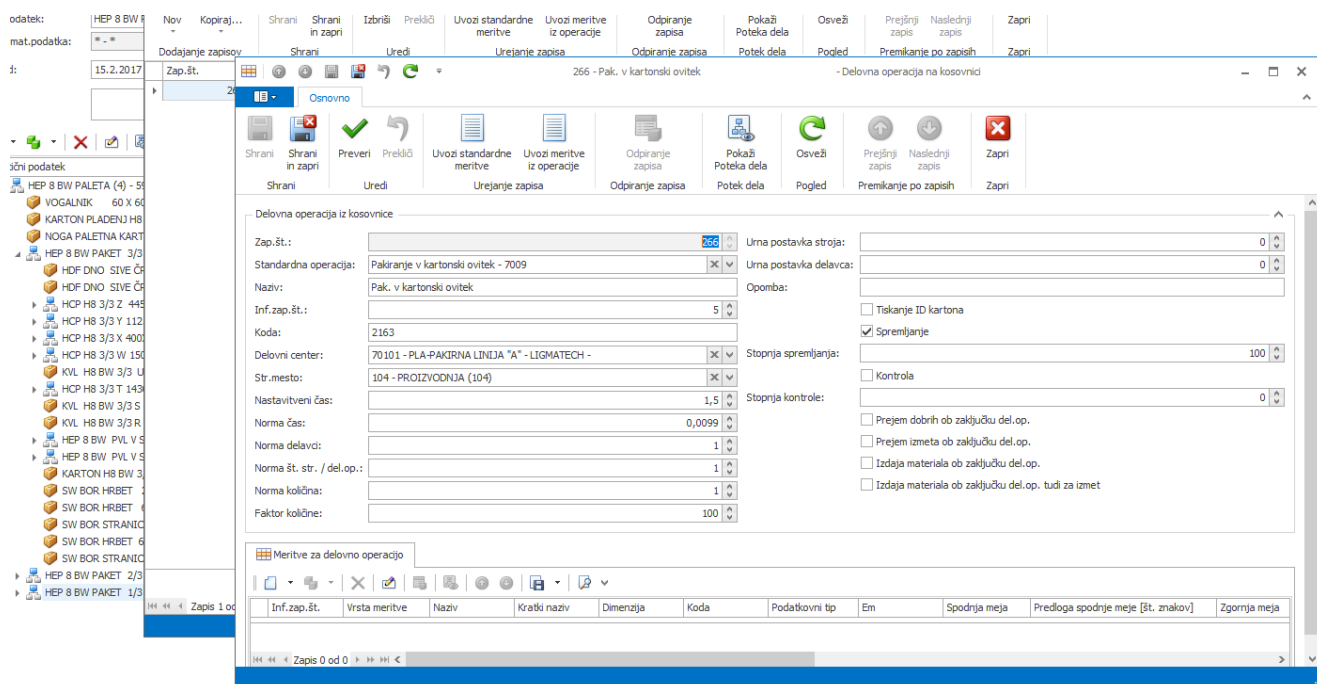 odatek:
HEP 8 BW
mat.podatka:
* - *
15.2.2017
ični podatek
HEP 8 BW PALETA (4) - 59
VOGALNIK 60 X 60
KARTON PLADENJ H8
NOGA PALETNA KART
HEP 8 BW PAKET 3/3
HDF DNO SIVE ČR
HDF DNO SIVE ČR
HCP H8 3/3 Z 445
HCP H8 3/3 Y 112
HCP H8 3/3 X 400
HCP H8 3/3 W 150
KVL H8 BW 3/3 U
HCP H8 3/3 T 143
KVL H8 BW 3/3 S
KVL H8 BW 3/3 R
HEP 8 BW PVL V S
HEP 8 BW PVL V S
KARTON H8 BW 3
SW BOR HRBET
SW BOR HRBET
SW BOR STRANIC
SW BOR HRBET 6
SW BOR STRANIC
HEP 8 BW PAKET 2/3
HEP 8 BW PAKET 1/3
Nov Kopiraj... Shrani Shrani in zapri Izbriši Prekliči Uvozi standardne meritve Uvozi meritve iz operacije Odpiranje zapisa Pokaži Poteka dela Osveži Prejšnji zapis Naslednji zapis Zapri
Dodajanje zapisov Shrani Uredi Urejanje zapisa Odpiranje zapisa Potek dela Pogled Premikanje po zapisih Zapri
Zap.št.
26
Zapis 1 od
266 - Pak. v kartonski ovitek - Delovna operacija na kosovnici
Osnovno
Shrani Shrani in zapri Preveri Prekliči Uvozi standardne meritve Uvozi meritve iz operacije Odpiranje zapisa Pokaži Poteka dela Osveži Prejšnji zapis Naslednji zapis Zapri
Shrani Uredi Urejanje zapisa Odpiranje zapisa Potek dela Pogled Premikanje po zapisih Zapri
Delovna operacija iz kosovnice
Zap.št.: 266
Standardna operacija: Pakiranje v kartonski ovitek - 7009
Naziv: Pak. v kartonski ovitek
Inf.zap.št.: 5
Koda: 2163
Delovni center: 70101 - PLA-PAKIRNA LINIJA "A" - LIGMATECH -
Str.mesto: 104 - PROIZVODNJA (104)
Nastavitveni čas: 1,5
Norma čas: 0,0099
Norma delavci: 1
Norma št. str. / del.op.: 1
Norma količina: 1
Faktor količine: 100
Urna postavka stroja: 0
Urna postavka delavca: 0
Opomba:
Tiskanje ID kartona
Spremljanje
Stopnja spremljanja: 100
Kontrola
Stopnja kontrole: 0
Prejem dobrih ob zaključku del.op.
Prejem izmeta ob zaključku del.op.
Izdaja materiala ob zaključku del.op.
Izdaja materiala ob zaključku del.op. tudi za izmet
Meritve za delovno operacijo
Inf.zap.št. Vrsta meritve Naziv Kratki naziv Dimenzija Koda Podatkovni tip Em Spodnja meja Predloga spodnje meje [št. znakov] Zgornja meja
Zapis 0 od 0